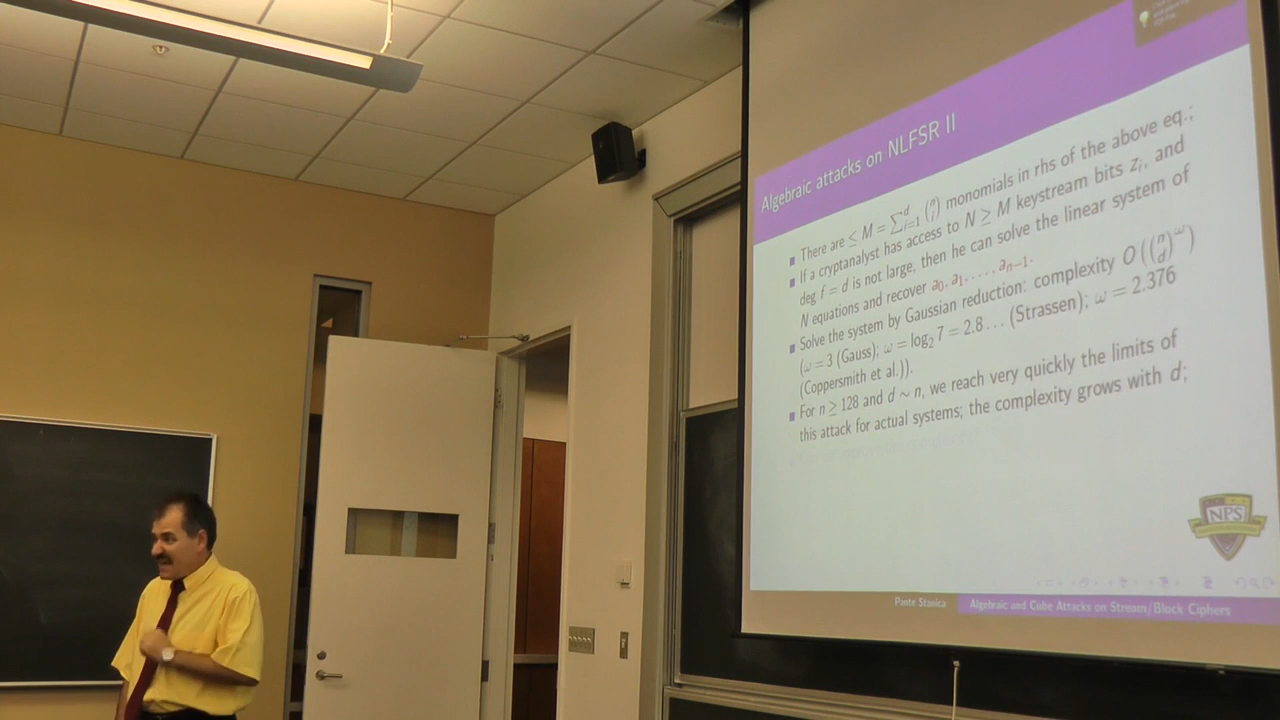 Algebraic attacks on NLFSR II
There are ≤ M = ∑_{i=1}^{d} \binom{n}{i} monomials in rhs of the above eq.;
If a cryptanalyst has access to N ≥ M keystream bits z_i, and
deg f = d is not large, then he can solve the linear system of
N equations and recover a_0, a_1, . . . , a_{n−1}.
Solve the system by Gaussian reduction: complexity O(\binom{n}{d}^ω)
(ω = 3 (Gauss); ω = log_2 7 = 2.8 . . . (Strassen); ω = 2.376
(Coppersmith et al.)).
For n ≥ 128 and d ∼ n, we reach very quickly the limits of
this attack for actual systems; the complexity grows with d;
NPS
Pante Stanica Algebraic and Cube Attacks on Stream/Block Ciphers